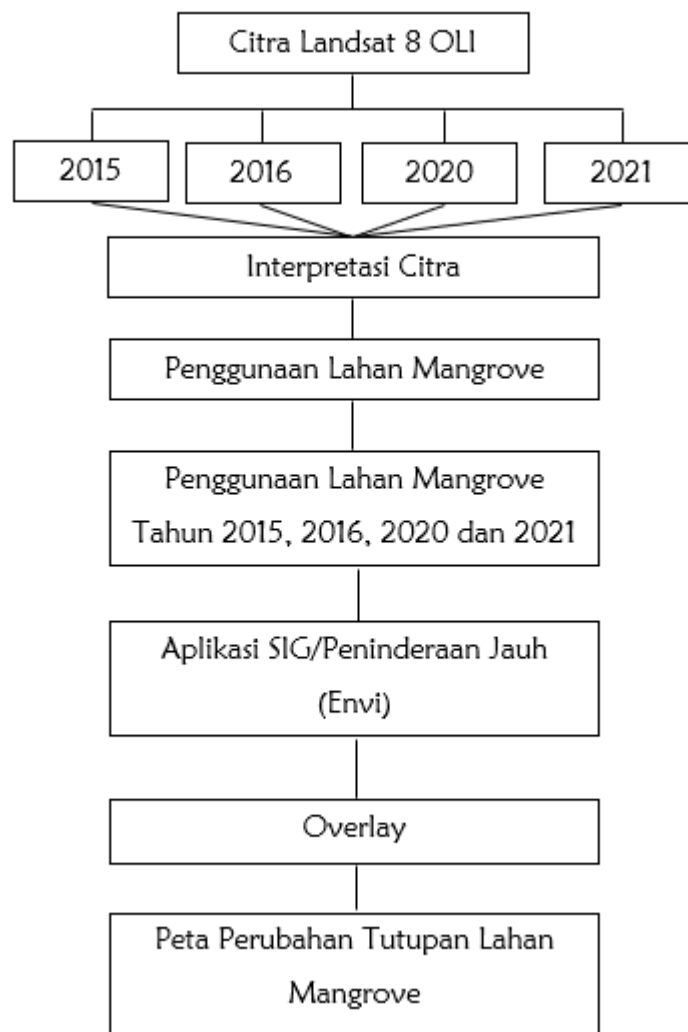 Citra Landsat 8 OLI
2015
2016
2020
2021
Interpretasi Citra
Penggunaan Lahan Mangrove
Penggunaan Lahan Mangrove
Tahun 2015, 2016, 2020 dan 2021
Aplikasi SIG/Peninderaan Jauh
(Envi)
Overlay
Peta Perubahan Tutupan Lahan
Mangrove